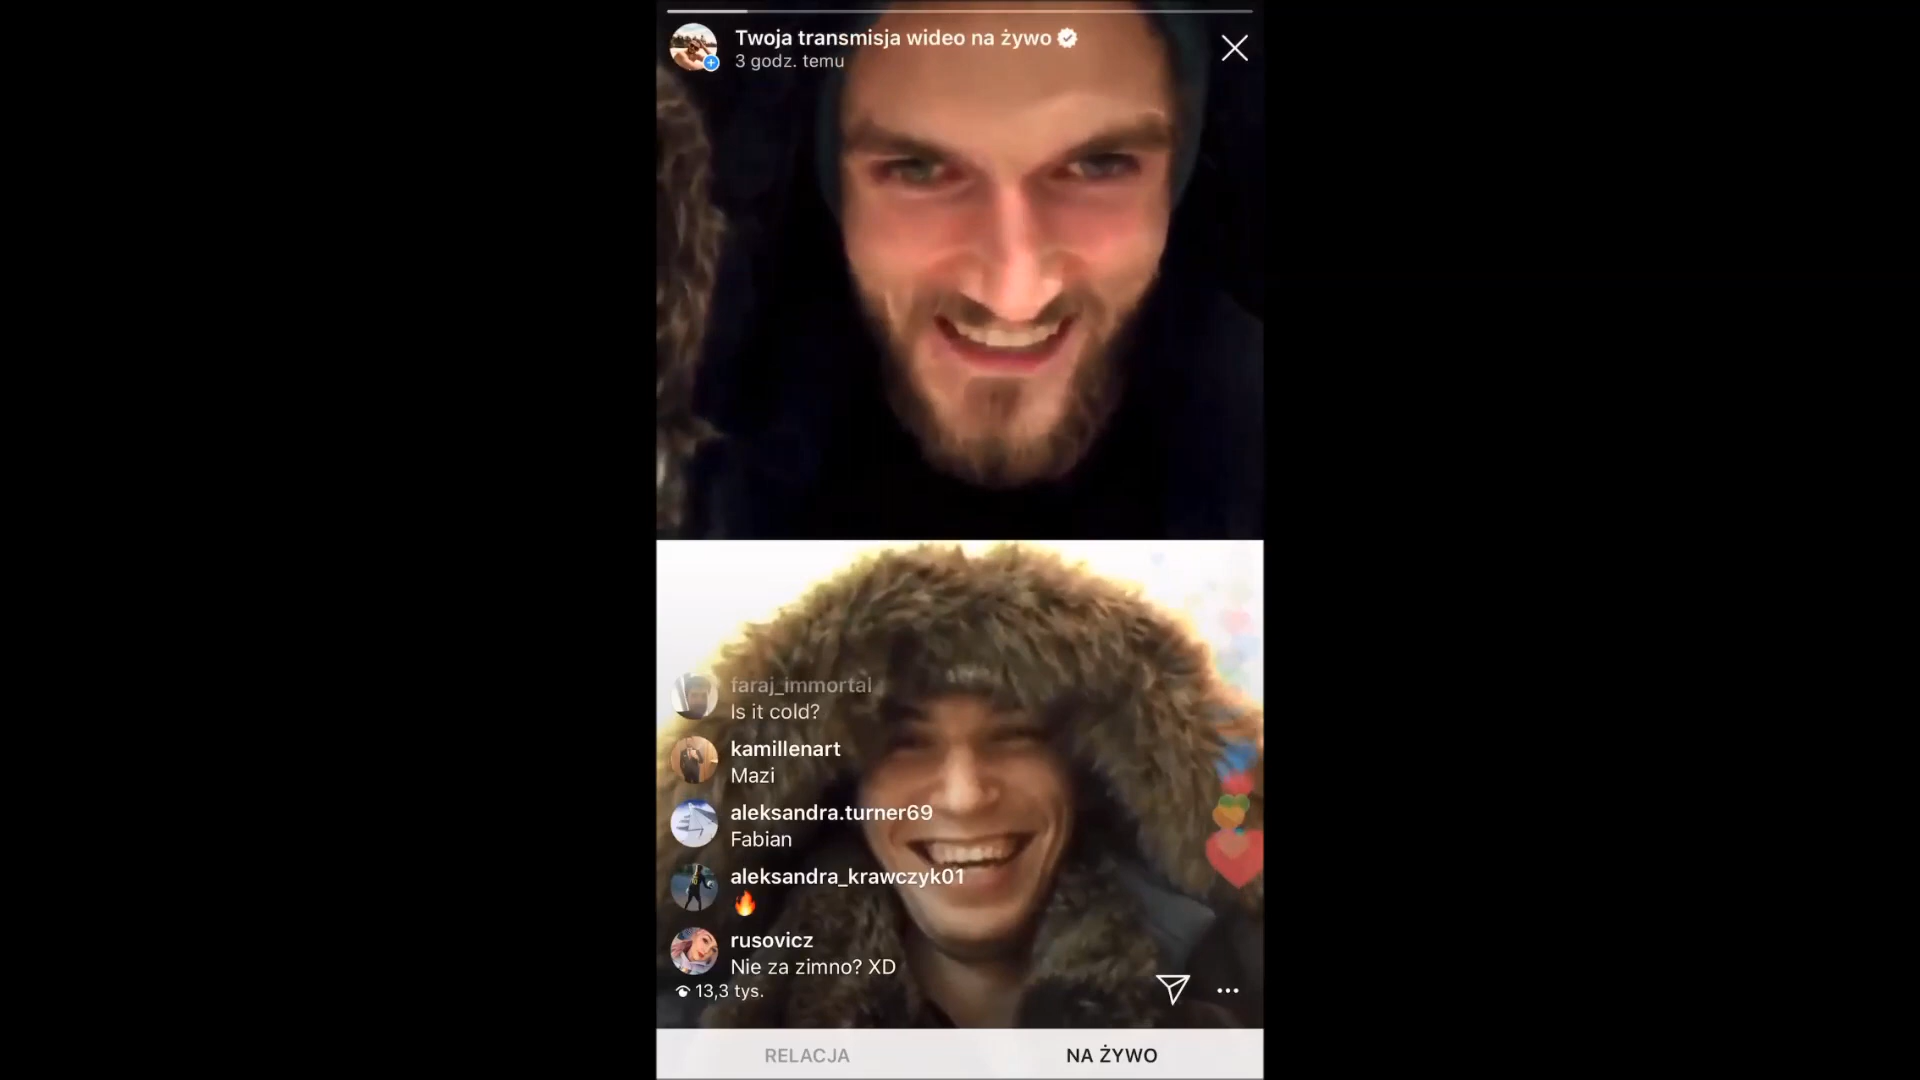 Twoja transmisja wideo na żywo
3 godz. temu
faraj_immortal
Is it cold?
kamillenart
Mazi
aleksandra.turner69
Fabian
aleksandra_krawczyk01
🔥
rusovicz
Nie za zimno? XD
13,3 tys.
RELACJA
NA ŻYWO